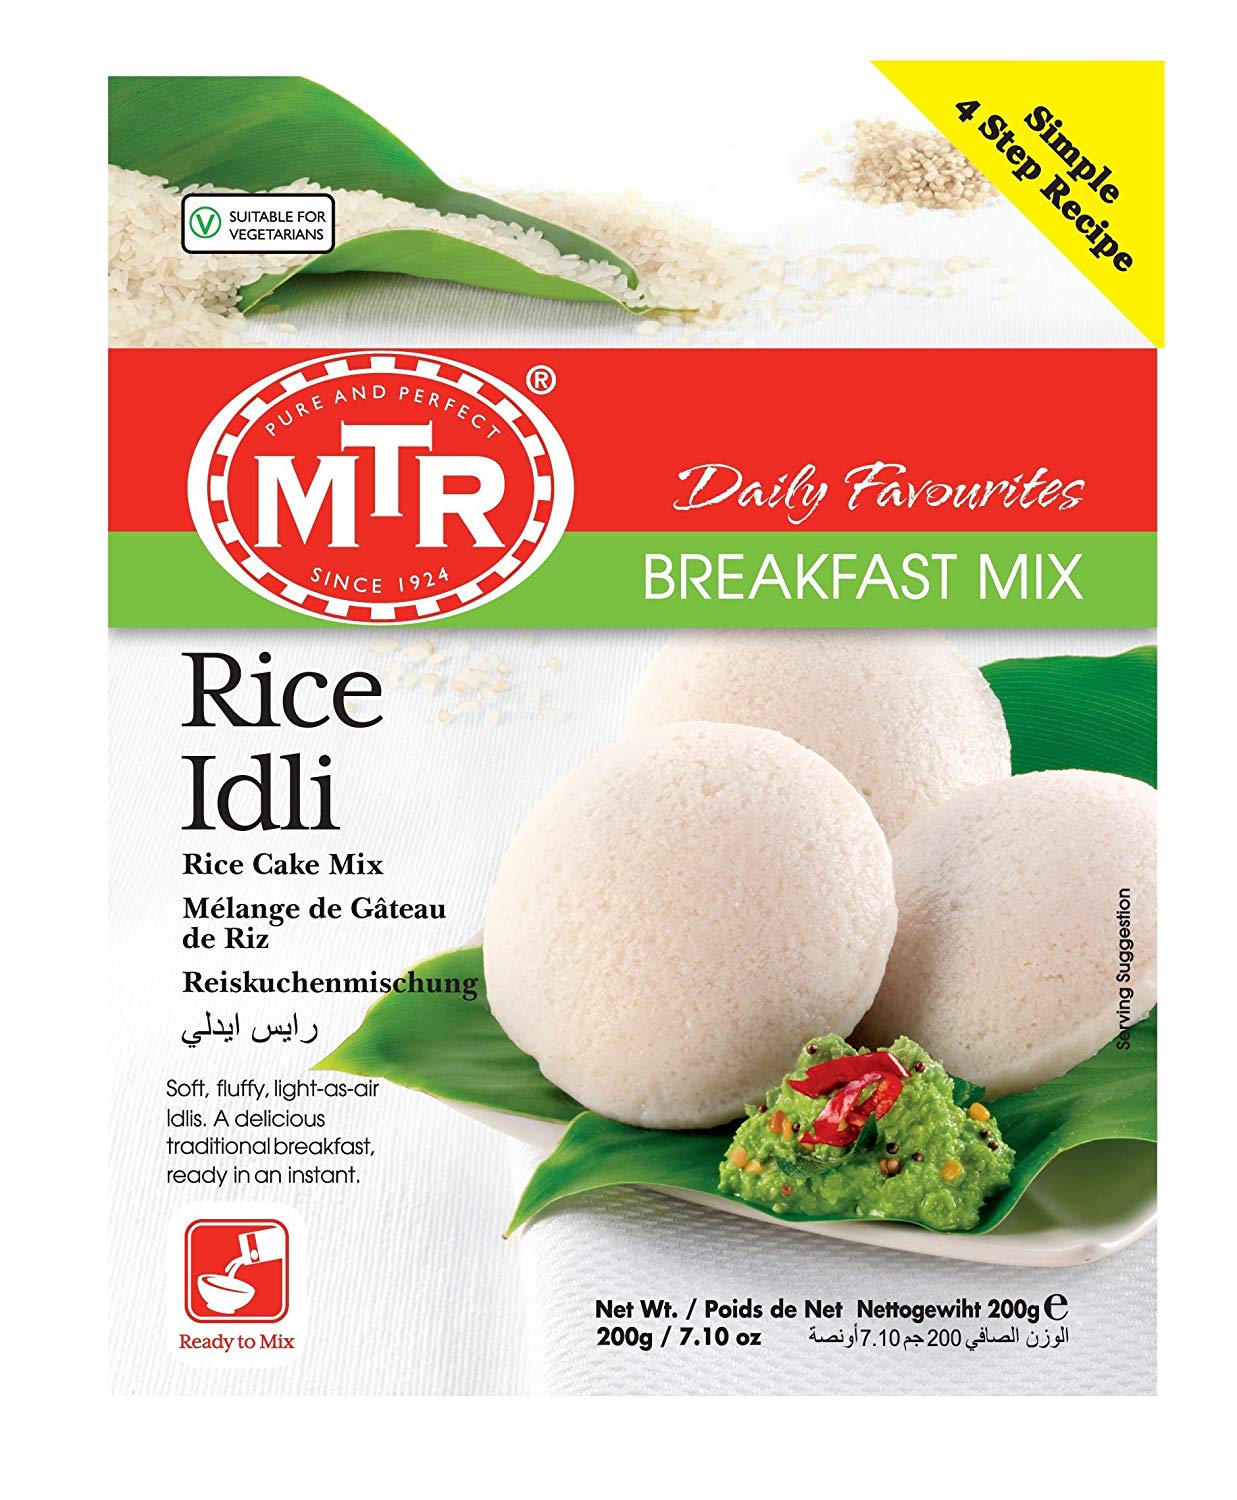 Simple
4 Step Recipe
V
SUITABLE FOR
VEGETARIANS
PURE AND PERFECT
®
MTR
SINCE 1924
Daily Favourites
BREAKFAST MIX
Rice
Idli
Rice Cake Mix
Mélange de Gâteau
de Riz
Reiskuchenmischung
رايس ايدلي
Soft, fluffy, light-as-air
Idlis. A delicious
traditional breakfast,
ready in an instant.
Ready to Mix
Serving Suggestion
Net Wt. / Poids de Net Nettogewiht 200g e
200g / 7.10 oz
الوزن الصافي 200 جم 7.10 أونصة